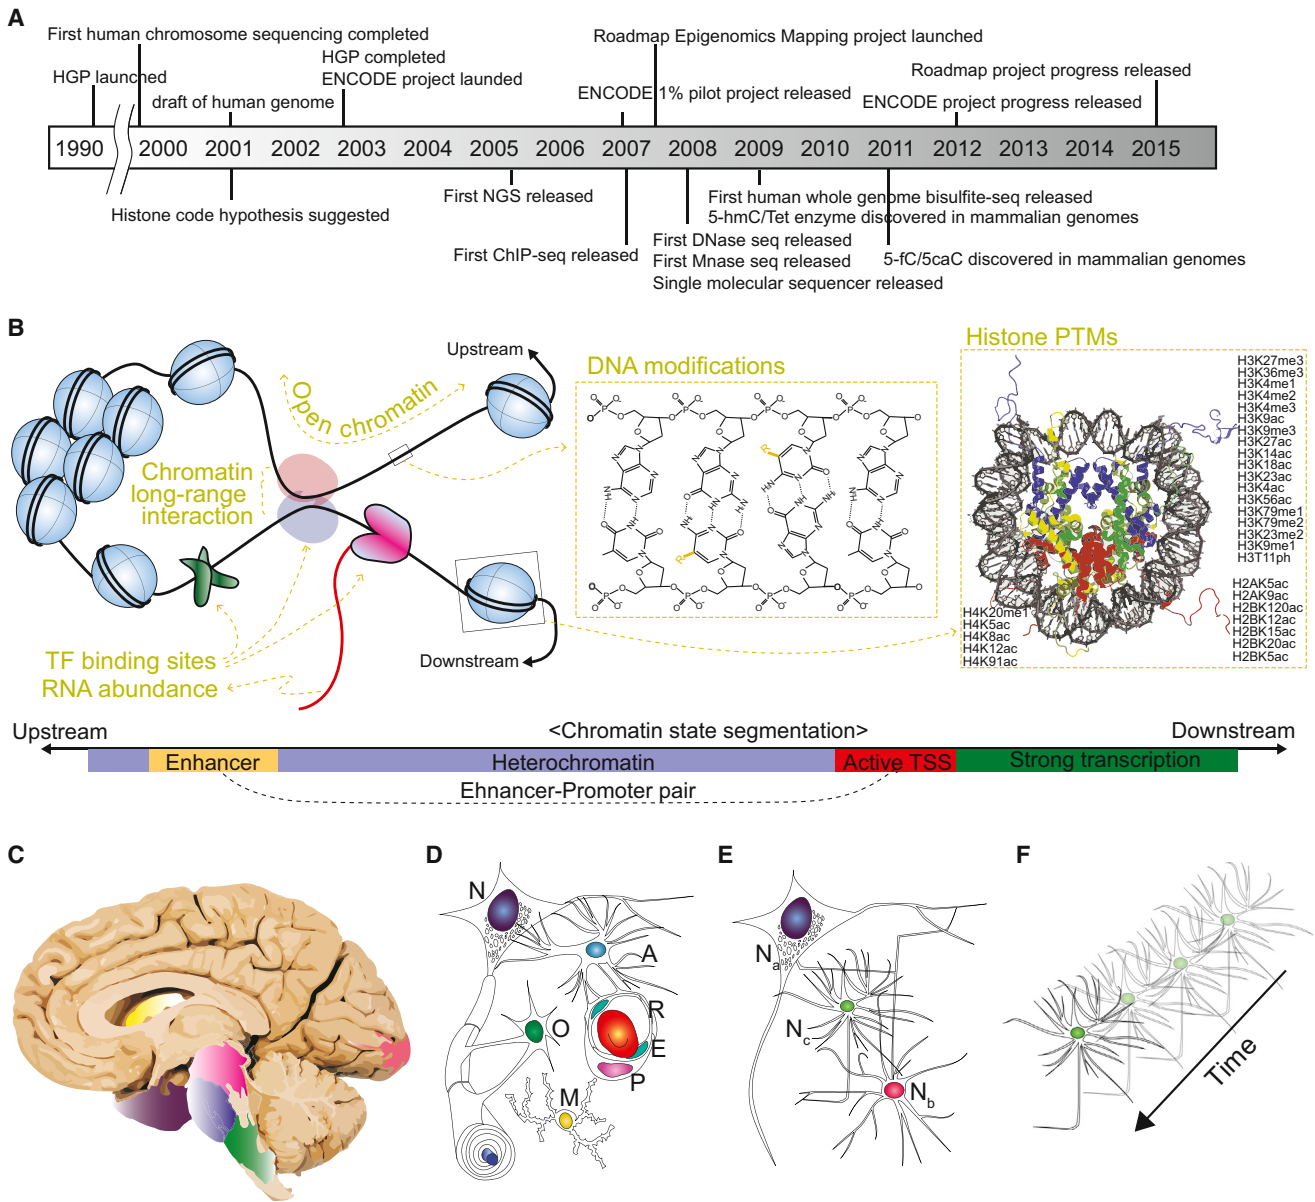 A
First human chromosome sequencing completed
Roadmap Epigenomics Mapping project launched
HGP completed
HGP launched
ENCODE project launded
Roadmap project progress released
draft of human genome
ENCODE 1% pilot project released
ENCODE project progress released
1990 2000 2001 2002 2003 2004 2005 2006 2007 2008 2009 2010 2011 2012 2013 2014 2015
Histone code hypothesis suggested
First NGS released
First human whole genome bisulfite-seq released
5-hmC/Tet enzyme discovered in mammalian genomes
First ChIP-seq released
First DNase seq released
First Mnase seq released
Single molecular sequencer released
5-fC/5caC discovered in mammalian genomes
B
Upstream
Open chromatin
Chromatin
long-range
interaction
TF binding sites
RNA abundance
Downstream
DNA modifications
O P O- O- O P O- O- O P O- O- O P O- O- O
R
R
O P O- O- O P O- O- O P O- O- O P O- O- O
Histone PTMs
H3K27me3
H3K36me3
H3K4me1
H3K4me2
H3K4me3
H3K9ac
H3K9me3
H3K27ac
H3K14ac
H3K18ac
H3K23ac
H3K4ac
H3K56ac
H3K79me1
H3K79me2
H3K23me2
H3K9me1
H3T11ph
H2AK5ac
H2AK9ac
H2BK120ac
H2BK12ac
H2BK15ac
H2BK20ac
H2BK5ac
H4K20me1
H4K5ac
H4K8ac
H4K12ac
H4K91ac
Upstream
<Chromatin state segmentation>
Downstream
Enhancer
Heterochromatin
Active TSS
Strong transcription
Ehnancer-Promoter pair
C
D
N
A
R
O
E
P
M
E
Na
Nc
Nb
F
Time